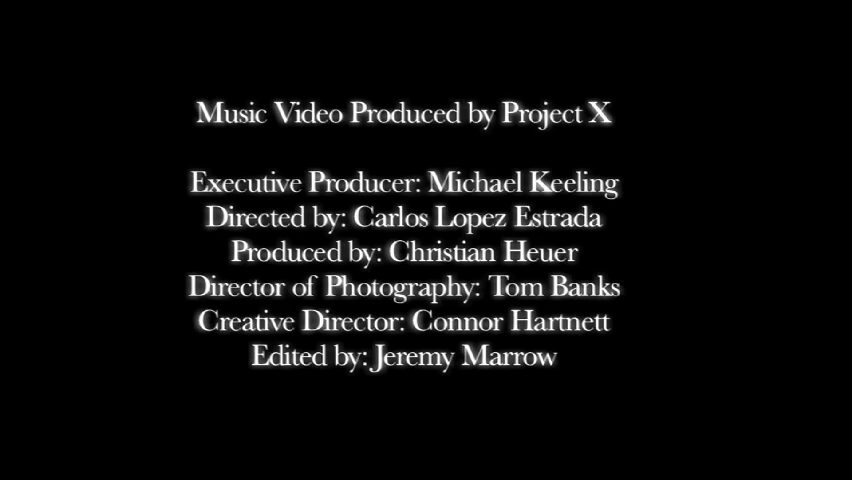 Music Video Produced by Project X
Executive Producer: Michael Keeling
Directed by: Carlos Lopez Estrada
Produced by: Christian Heuer
Director of Photography: Tom Banks
Creative Director: Connor Hartnett
Edited by: Jeremy Marrow